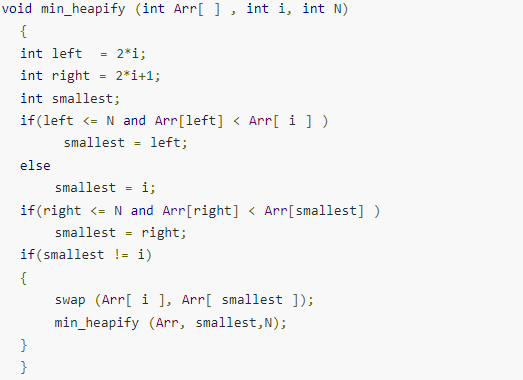 void min_heapify (int Arr[ ] , int i, int N)
{
int left  = 2*i;
int right = 2*i+1;
int smallest;
if(left <= N and Arr[left] < Arr[ i ] )
smallest = left;
else
smallest = i;
if(right <= N and Arr[right] < Arr[smallest] )
smallest = right;
if(smallest != i)
{
swap (Arr[ i ], Arr[ smallest ]);
min_heapify (Arr, smallest,N);
}
}